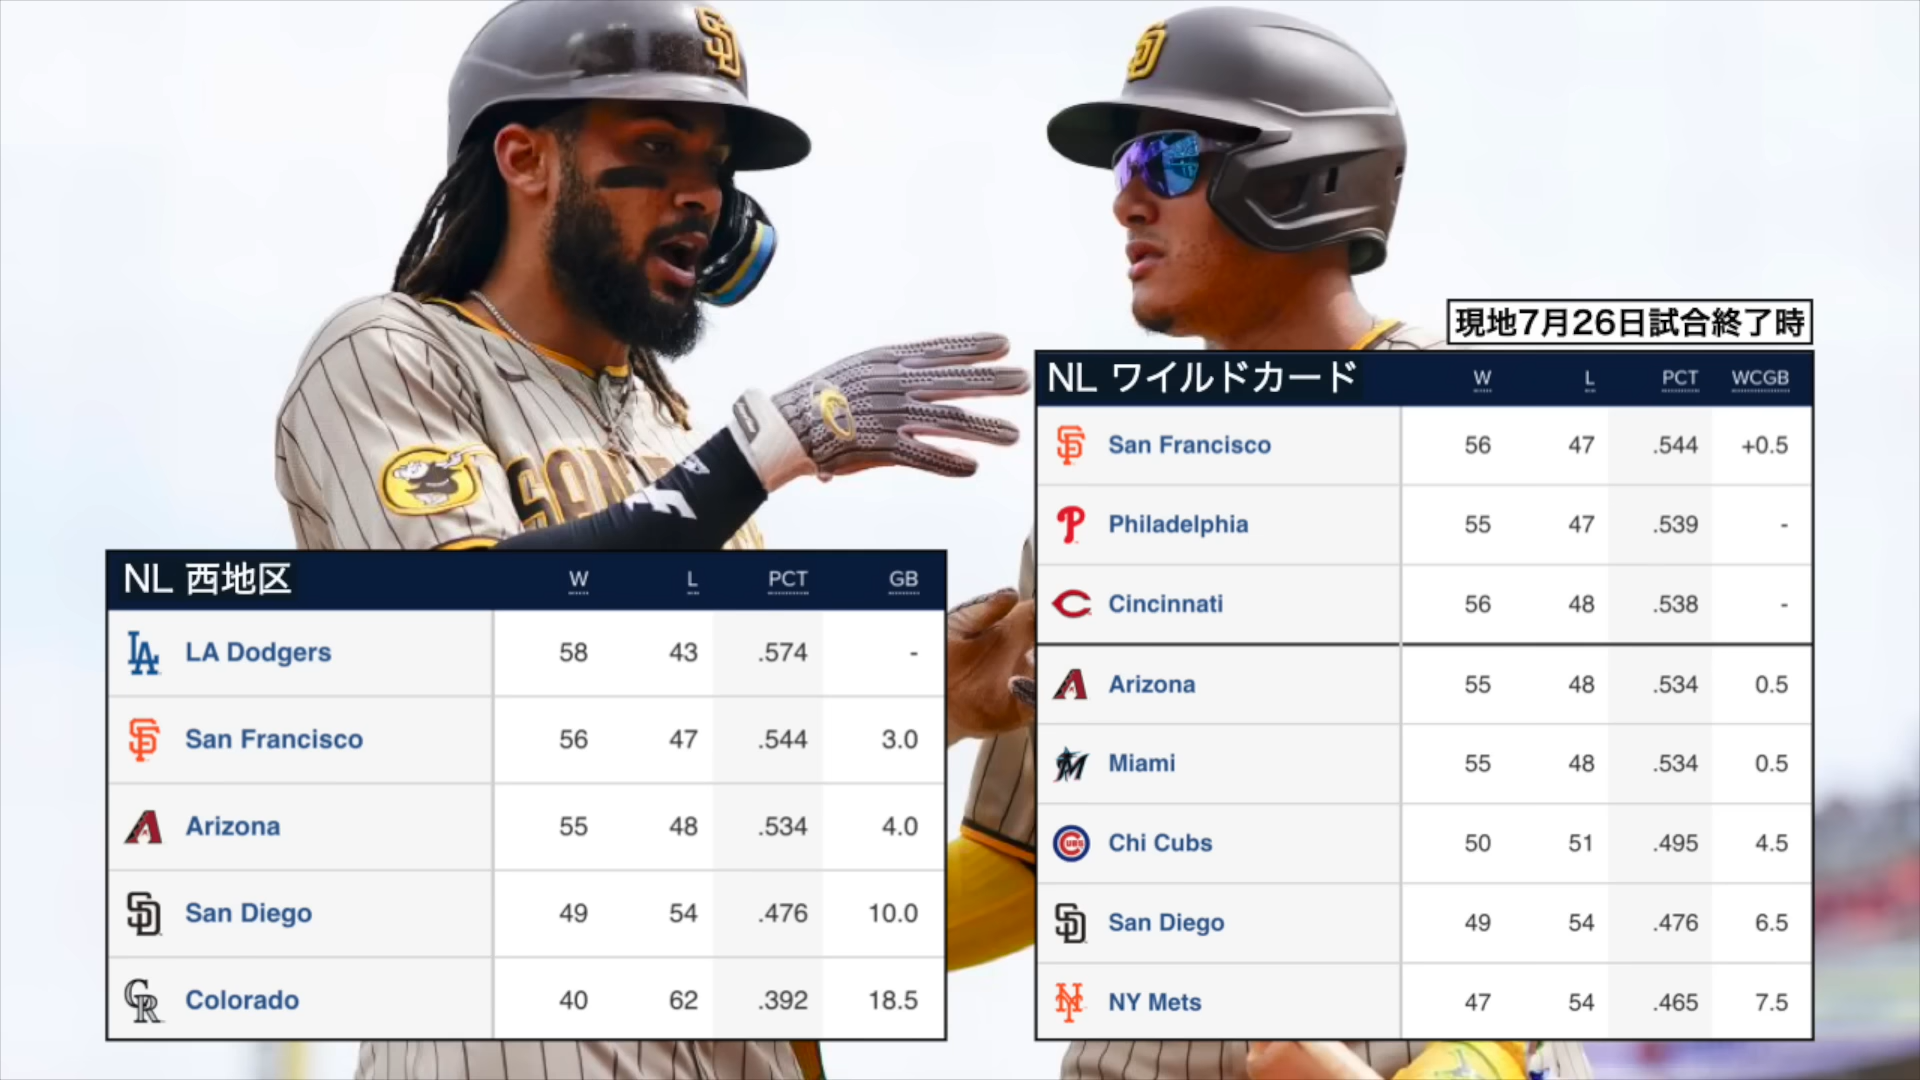 SD
SD
SAN
現地7月26日試合終了時
NL ワイルドカード W L PCT WCGB
San Francisco 56 47 .544 +0.5
Philadelphia 55 47 .539 -
Cincinnati 56 48 .538 -
Arizona 55 48 .534 0.5
Miami 55 48 .534 0.5
Chi Cubs 50 51 .495 4.5
San Diego 49 54 .476 6.5
NY Mets 47 54 .465 7.5
NL 西地区 W L PCT GB
LA Dodgers 58 43 .574 -
San Francisco 56 47 .544 3.0
Arizona 55 48 .534 4.0
San Diego 49 54 .476 10.0
Colorado 40 62 .392 18.5